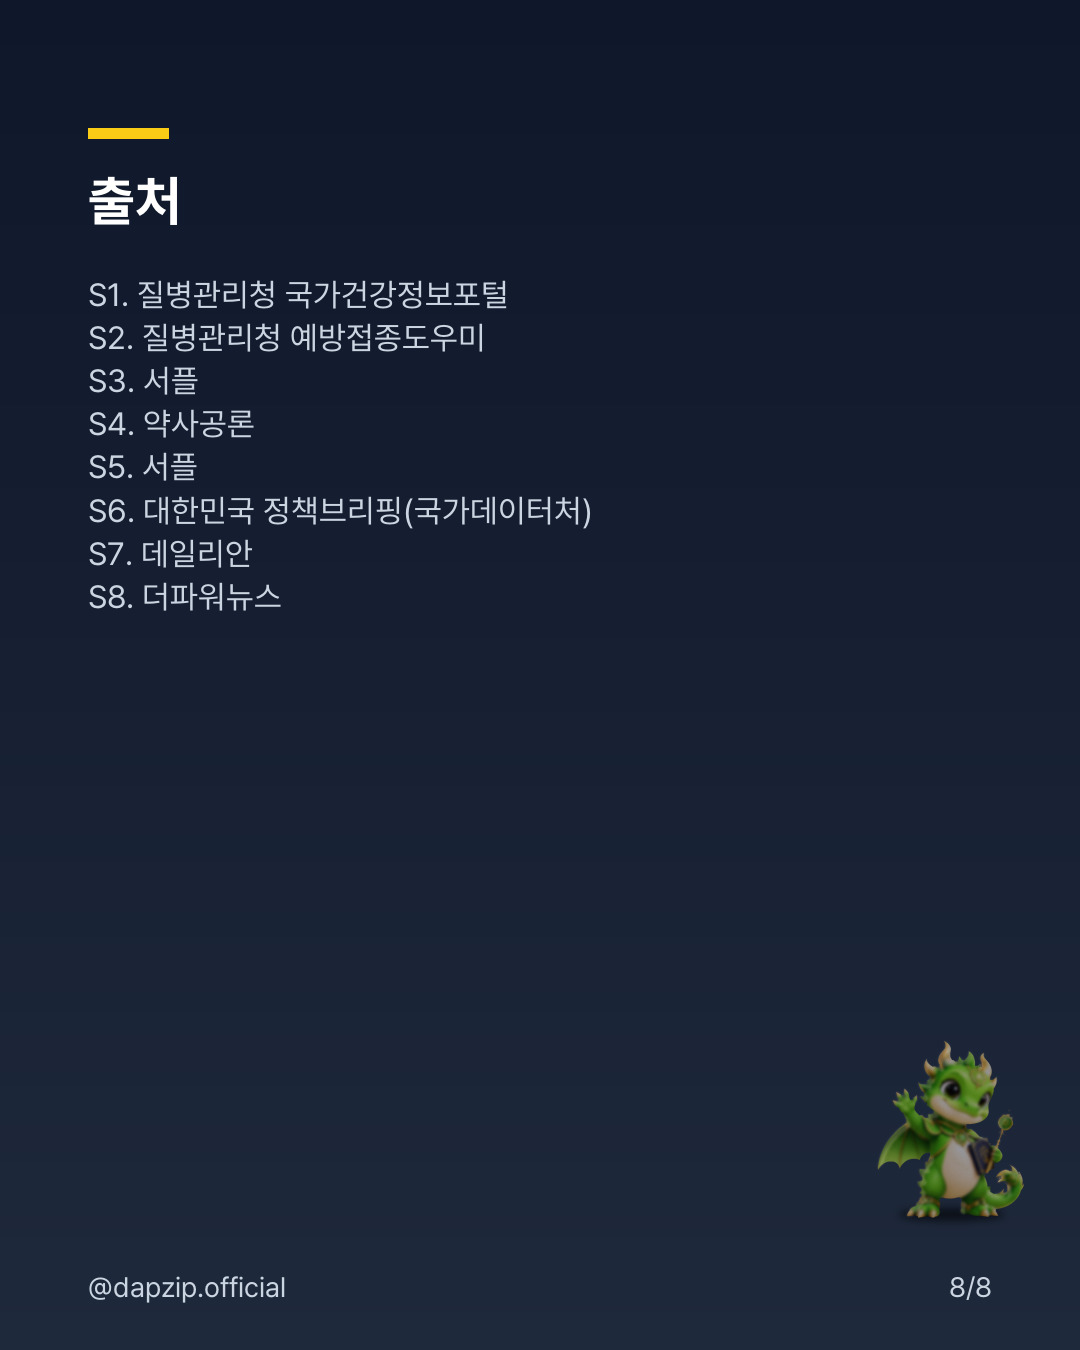 출처
S1. 질병관리청 국가건강정보포털
S2. 질병관리청 예방접종도우미
S3. 서플
S4. 약사공론
S5. 서플
S6. 대한민국 정책브리핑(국가데이터처)
S7. 데일리안
S8. 더파워뉴스
@dapzip.official
8/8